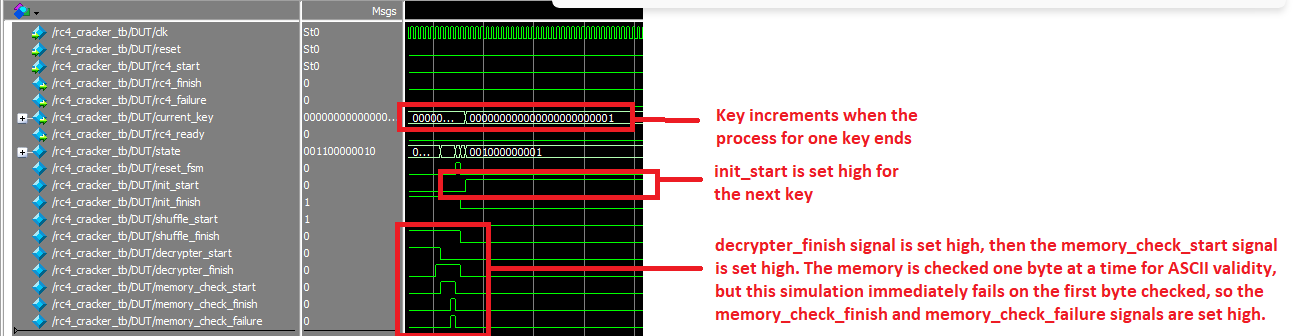 Msgs
/rc4_cracker_tb/DUT/clk St0
/rc4_cracker_tb/DUT/reset St0
/rc4_cracker_tb/DUT/rc4_start St0
/rc4_cracker_tb/DUT/rc4_finish 0
/rc4_cracker_tb/DUT/rc4_failure 0
/rc4_cracker_tb/DUT/current_key 00000000000000... 00000... 000000000000000000000001
/rc4_cracker_tb/DUT/rc4_ready 0
/rc4_cracker_tb/DUT/state 001100000010 0... 001000000001
/rc4_cracker_tb/DUT/reset_fsm 0
/rc4_cracker_tb/DUT/init_start 0
/rc4_cracker_tb/DUT/init_finish 1
/rc4_cracker_tb/DUT/shuffle_start 1
/rc4_cracker_tb/DUT/shuffle_finish 0
/rc4_cracker_tb/DUT/decrypter_start 0
/rc4_cracker_tb/DUT/decrypter_finish 0
/rc4_cracker_tb/DUT/memory_check_start 0
/rc4_cracker_tb/DUT/memory_check_finish 0
/rc4_cracker_tb/DUT/memory_check_failure 0
Key increments when the
process for one key ends
init_start is set high for
the next key
decrypter_finish signal is set high, then the memory_check_start signal
is set high. The memory is checked one byte at a time for ASCII validity,
but this simulation immediately fails on the first byte checked, so the
memory_check_finish and memory_check_failure signals are set high.